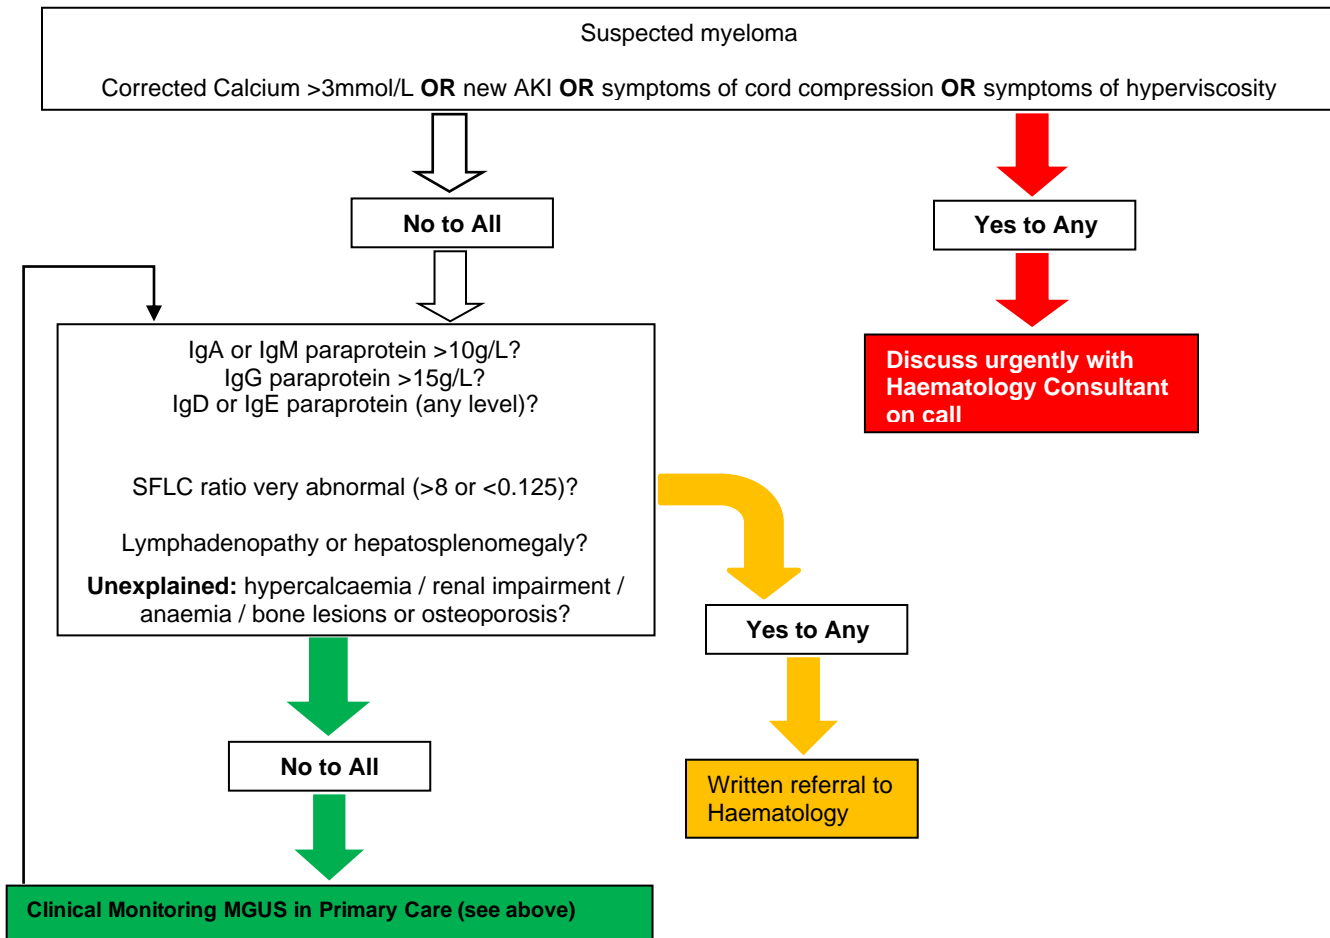 Suspected myeloma
Corrected Calcium >3mmol/L OR new AKI OR symptoms of cord compression OR symptoms of hyperviscosity
No to All
Yes to Any
IgA or IgM paraprotein >10g/L?
IgG paraprotein >15g/L?
IgD or IgE paraprotein (any level)?
SFLC ratio very abnormal (>8 or <0.125)?
Lymphadenopathy or hepatosplenomegaly?
Unexplained: hypercalcaemia / renal impairment /
anaemia / bone lesions or osteoporosis?
Discuss urgently with
Haematology Consultant
on call
Yes to Any
No to All
Written referral to
Haematology
Clinical Monitoring MGUS in Primary Care (see above)